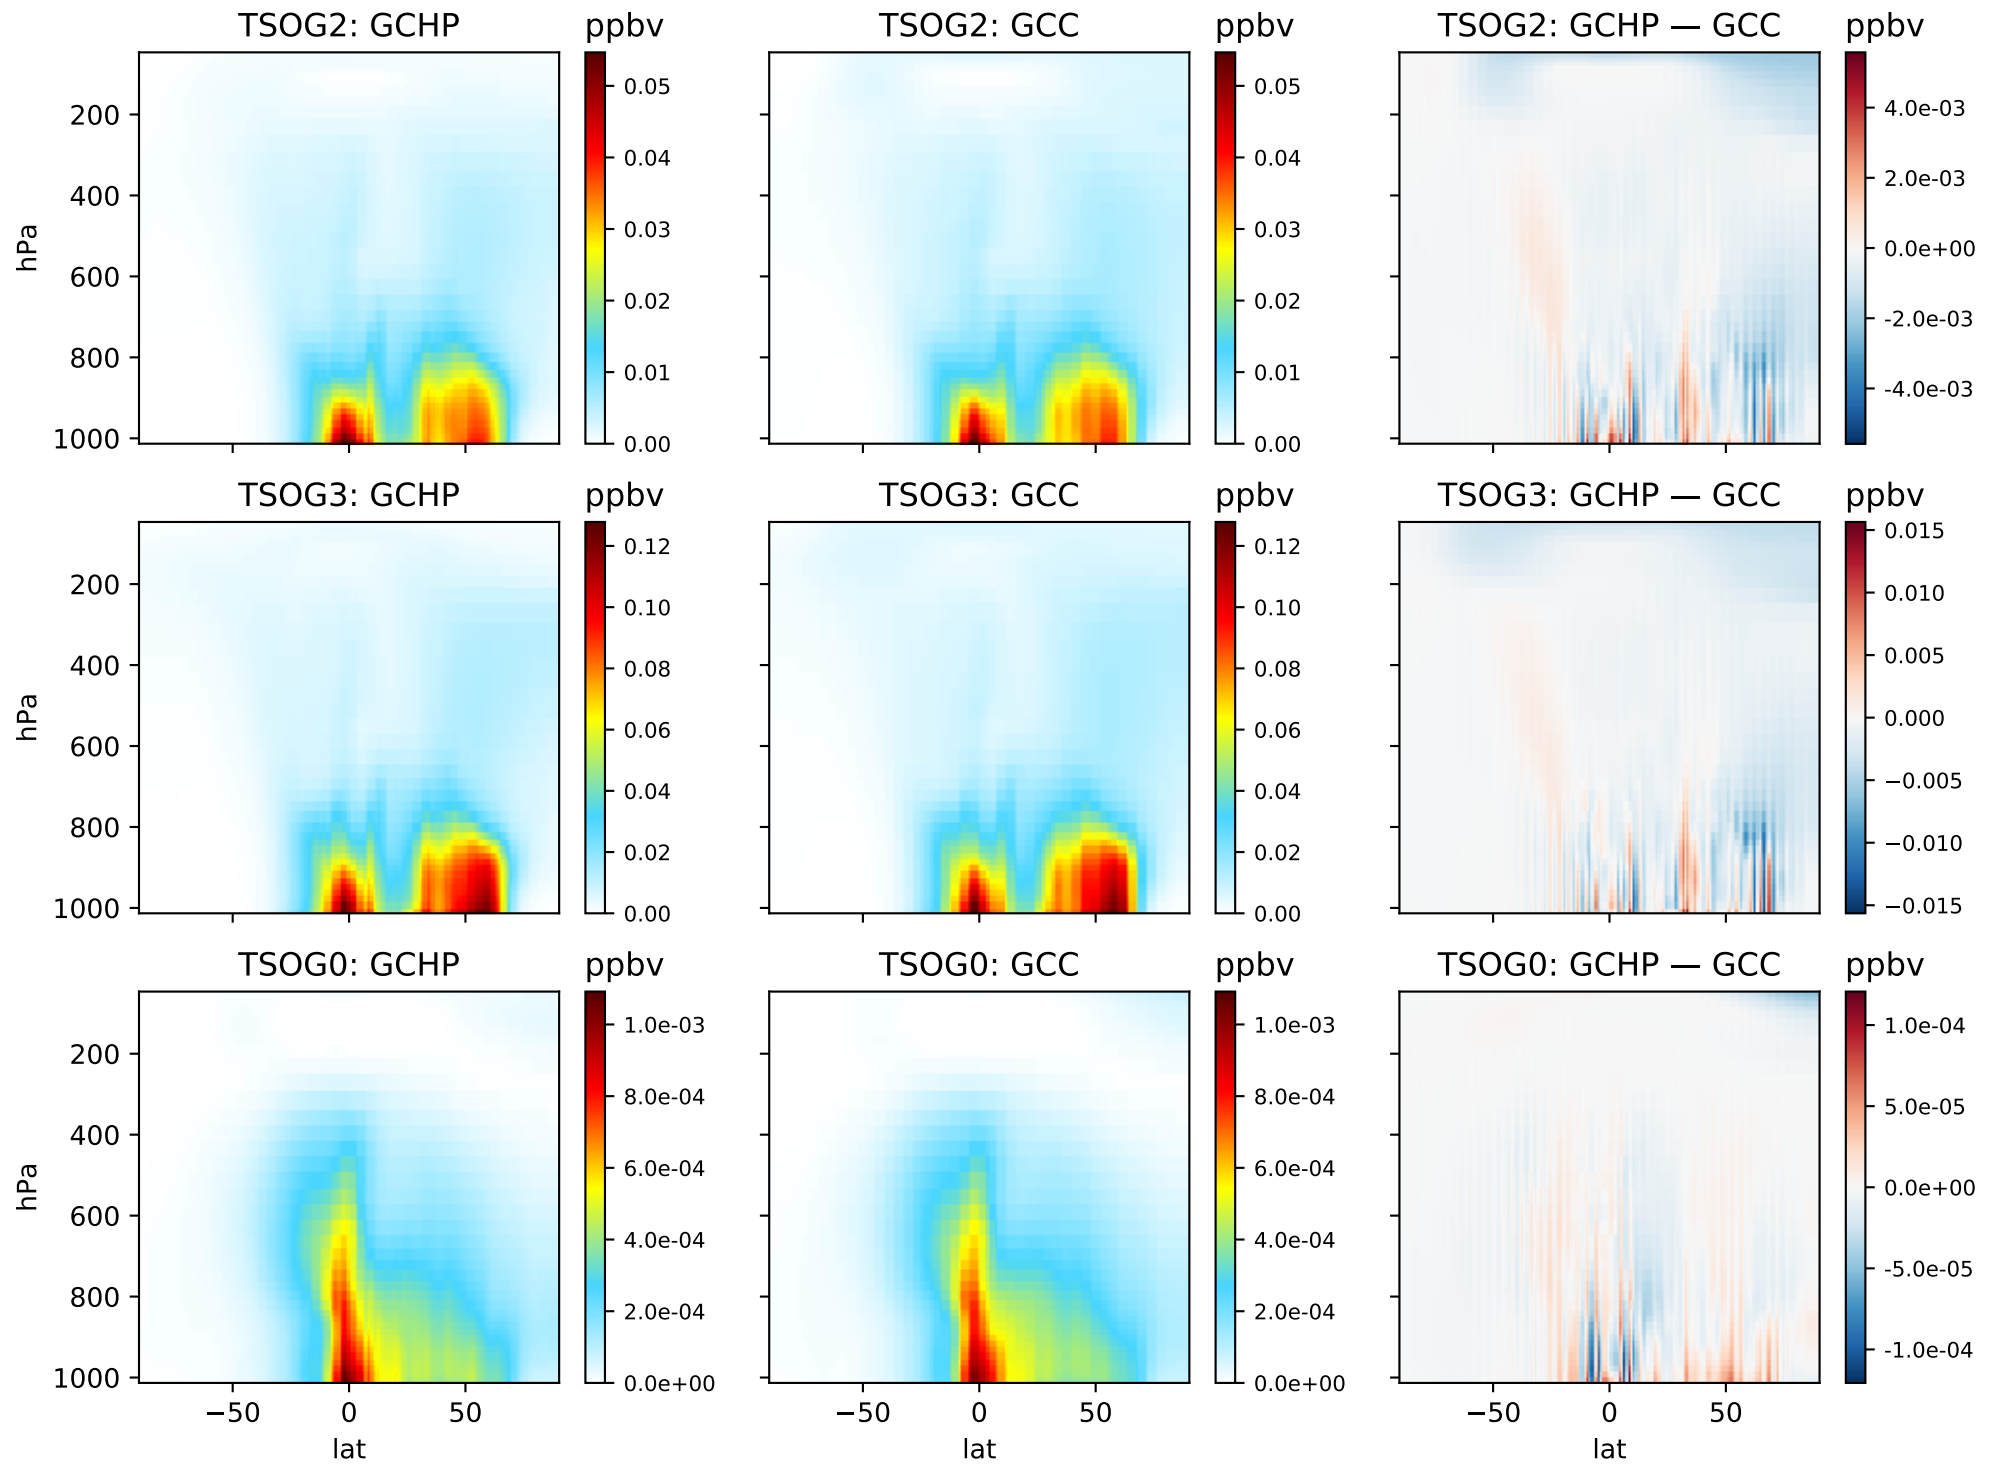 TSOG2: GCHP ppbv TSOG2: GCC ppbv TSOG2: GCHP — GCC ppbv
hPa
200
400
600
800
1000
0.05
0.04
0.03
0.02
0.01
0.00
0.05
0.04
0.03
0.02
0.01
0.00
4.0e-03
2.0e-03
0.0e+00
-2.0e-03
-4.0e-03
TSOG3: GCHP ppbv TSOG3: GCC ppbv TSOG3: GCHP — GCC ppbv
hPa
200
400
600
800
1000
0.12
0.10
0.08
0.06
0.04
0.02
0.00
0.12
0.10
0.08
0.06
0.04
0.02
0.00
0.015
0.010
0.005
0.000
−0.005
−0.010
−0.015
TSOG0: GCHP ppbv TSOG0: GCC ppbv TSOG0: GCHP — GCC ppbv
hPa
200
400
600
800
1000
1.0e-03
8.0e-04
6.0e-04
4.0e-04
2.0e-04
0.0e+00
1.0e-03
8.0e-04
6.0e-04
4.0e-04
2.0e-04
0.0e+00
1.0e-04
5.0e-05
0.0e+00
-5.0e-05
-1.0e-04
−50 0 50 −50 0 50 −50 0 50
lat lat lat